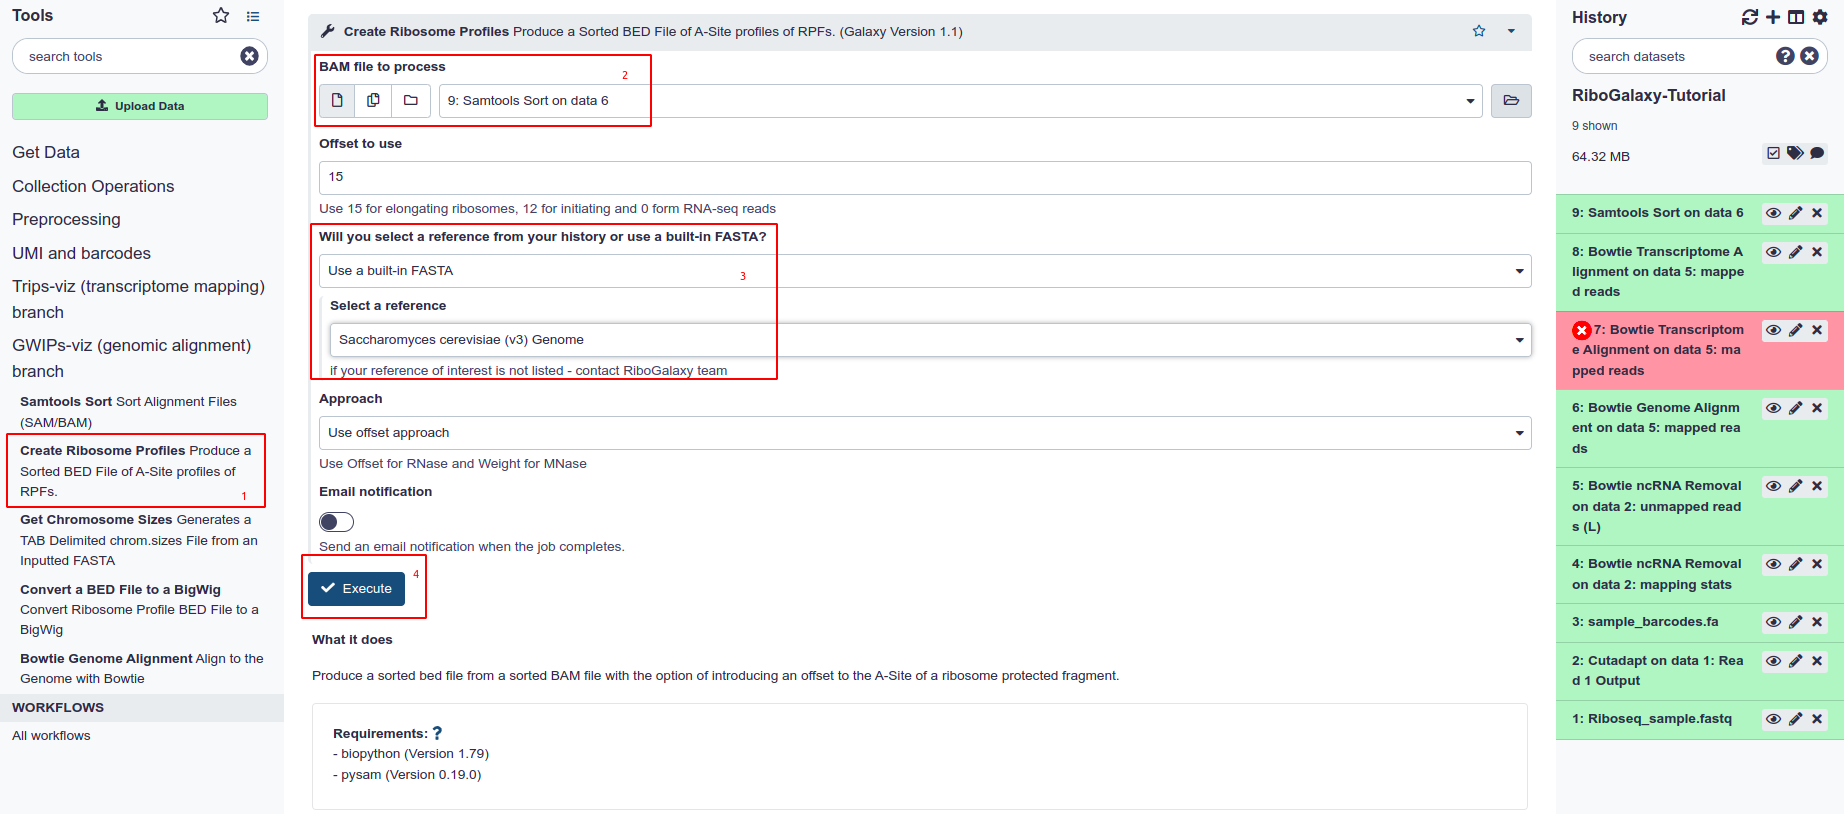 Tools
search tools
Upload Data
Get Data
Collection Operations
Preprocessing
UMI and barcodes
Trips-viz (transcriptome mapping)
branch
GWIPs-viz (genomic alignment)
branch
Samtools Sort Sort Alignment Files
(SAM/BAM)
Create Ribosome Profiles Produce a
Sorted BED File of A-Site profiles of
RPFs.
1
Get Chromosome Sizes Generates a
TAB Delimited chrom.sizes File from an
Inputted FASTA
Convert a BED File to a BigWig
Convert Ribosome Profile BED File to a
BigWig
Bowtie Genome Alignment Align to the
Genome with Bowtie
WORKFLOWS
All workflows
Create Ribosome Profiles Produce a Sorted BED File of A-Site profiles of RPFs. (Galaxy Version 1.1)
BAM file to process
2
9: Samtools Sort on data 6
Offset to use
15
Use 15 for elongating ribosomes, 12 for initiating and 0 form RNA-seq reads
Will you select a reference from your history or use a built-in FASTA?
Use a built-in FASTA
3
Select a reference
Saccharomyces cerevisiae (v3) Genome
if your reference of interest is not listed - contact RiboGalaxy team
Approach
Use offset approach
Use Offset for RNase and Weight for MNase
Email notification
Send an email notification when the job completes.
4
Execute
What it does
Produce a sorted bed file from a sorted BAM file with the option of introducing an offset to the A-Site of a ribosome protected fragment.
Requirements: ?
- biopython (Version 1.79)
- pysam (Version 0.19.0)
History
search datasets
RiboGalaxy-Tutorial
9 shown
64.32 MB
9: Samtools Sort on data 6
8: Bowtie Transcriptome A
lignment on data 5: mappe
d reads
7: Bowtie Transcriptom
e Alignment on data 5: ma
pped reads
6: Bowtie Genome Alignm
ent on data 5: mapped rea
ds
5: Bowtie ncRNA Removal
on data 2: unmapped read
s (L)
4: Bowtie ncRNA Removal
on data 2: mapping stats
3: sample_barcodes.fa
2: Cutadapt on data 1: Rea
d 1 Output
1: Riboseq_sample.fastq